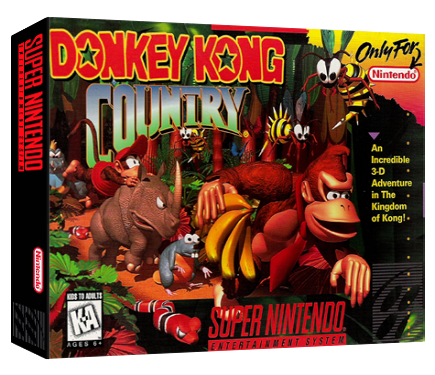 SUPER NINTENDO
Nintendo
DONKEY KONG
COUNTRY
Only For
Nintendo
An
Incredible
3-D
Adventure
in The
Kingdom
of Kong!
KIDS TO ADULTS
K-A
AGES 6+
SUPER NINTENDO
ENTERTAINMENT SYSTEM